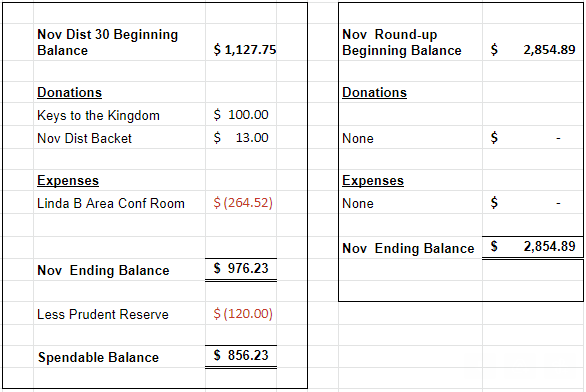 Nov Dist 30 Beginning
Balance $ 1,127.75
Donations
Keys to the Kingdom $ 100.00
Nov Dist Backet $ 13.00
Expenses
Linda B Area Conf Room $ (264.52)
Nov Ending Balance $ 976.23
Less Prudent Reserve $ (120.00)
Spendable Balance $ 856.23
Nov Round-up
Beginning Balance $ 2,854.89
Donations
None $ -
Expenses
None $ -
Nov Ending Balance $ 2,854.89